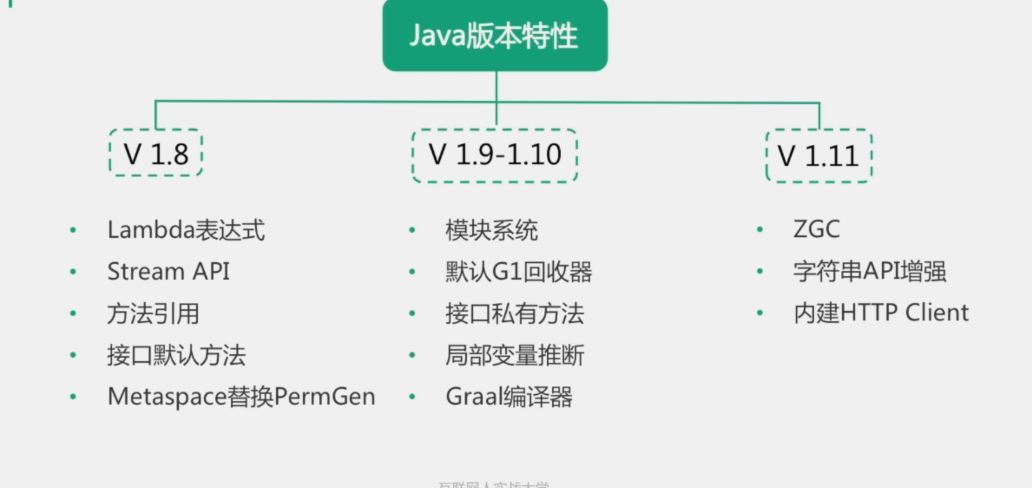 Java版本特性
V 1.8
Lambda表达式
Stream API
方法引用
接口默认方法
Metaspace替换PermGen
V 1.9-1.10
模块系统
默认G1回收器
接口私有方法
局部变量推断
Graal编译器
V 1.11
ZGC
字符串API增强
内建HTTP Client